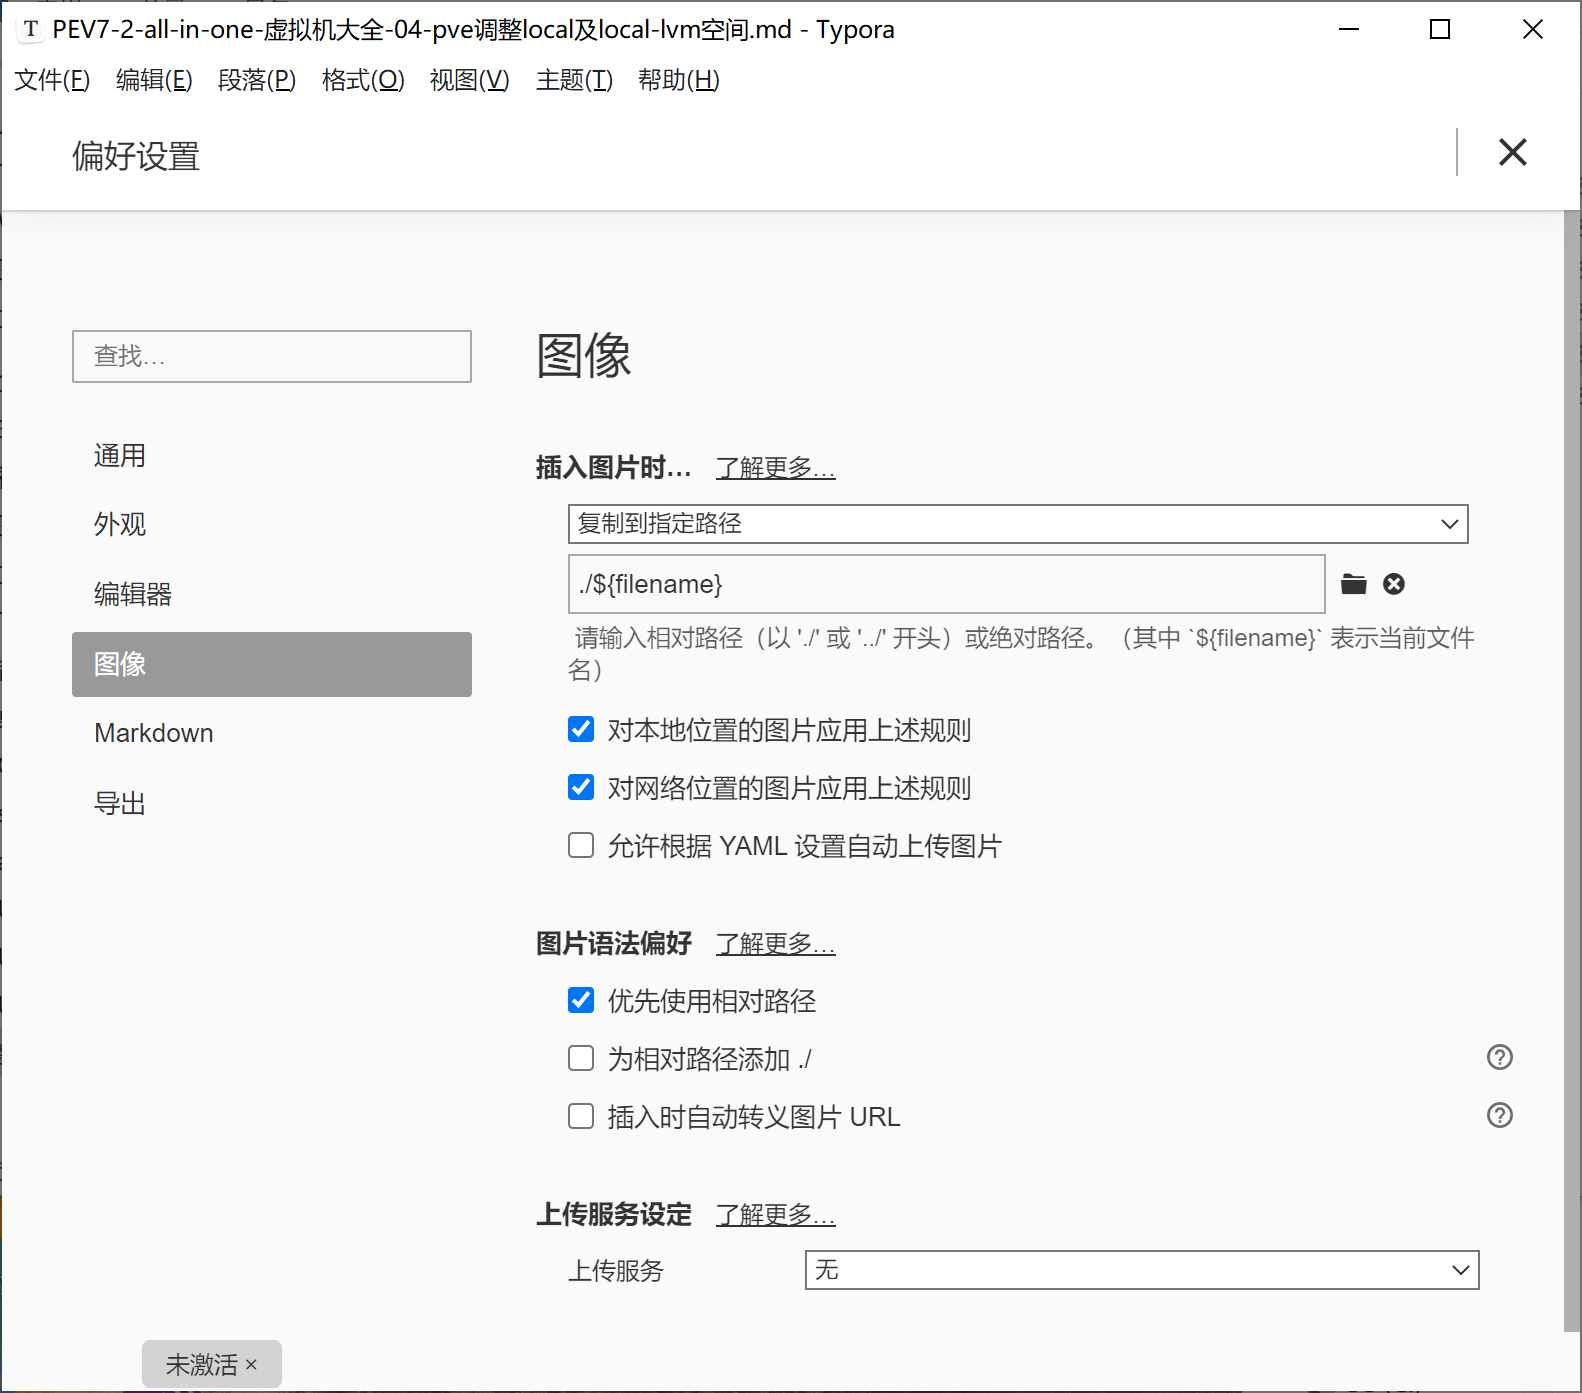 PEV7-2-all-in-one-虚拟机大全-04-pve调整local及local-lvm空间.md - Typora
文件(F) 编辑(E) 段落(P) 格式(O) 视图(V) 主题(T) 帮助(H)
偏好设置
查找…
通用
外观
编辑器
图像
Markdown
导出
图像
插入图片时… 了解更多…
复制到指定路径
./${filename}
请输入相对路径（以 './' 或 '../' 开头）或绝对路径。（其中 `${filename}` 表示当前文件
名）
对本地位置的图片应用上述规则
对网络位置的图片应用上述规则
允许根据 YAML 设置自动上传图片
图片语法偏好 了解更多…
优先使用相对路径
为相对路径添加 ./
插入时自动转义图片 URL
上传服务设定 了解更多…
上传服务 无
未激活 ×